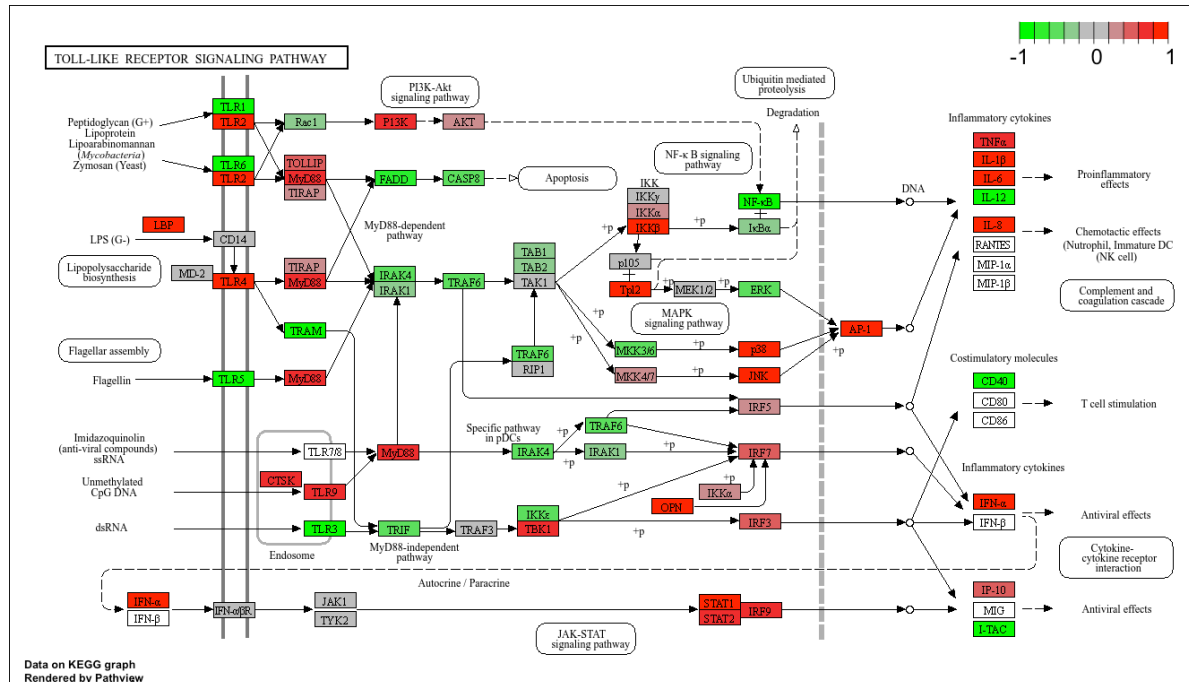 TOLL-LIKE RECEPTOR SIGNALING PATHWAY
-1 0 1
PI3K-Akt
signaling pathway
Ubiquitin mediated
proteolysis
Degradation
Inflammatory cytokines
Peptidoglycan (G+)
Lipoprotein
Lipoarabinomannan
(Mycobacteria)
Zymosan (Yeast)
TLR1
TLR2
TLR6
TLR2
Rac1
P13K
AKT
TOLLIP
MyD88
TIRAP
FADD
CASP8
Apoptosis
NF-κ B signaling
pathway
IKK
IKKγ
IKKα
IKKβ
+p
+p
NF-κB
IκBα
DNA
TNFα
IL-1β
IL-6
IL-12
Proinflammatory
effects
IL-8
RANTES
MIP-1α
MIP-1β
Chemotactic effects
(Nutrophil, Immature DC
(NK cell)
Complement and
coagulation cascade
LBP
LPS (G-)
CD14
MD-2
TLR4
Lipopolysaccharide
biosynthesis
MyD88-dependent
pathway
TIRAP
MyD88
IRAK4
IRAK1
TRAF6
TAB1
TAB2
TAK1
p105
+p
Tpl2
+p
MEK1/2
+p
ERK
MAPK
signaling pathway
TRAM
Flagellar assembly
Flagellin
TLR5
MyD88
TRAF6
RIP1
+p
+p
MKK3/6
+p
p38
MKK4/7
+p
JNK
AP-1
+p
Costimulatory molecules
CD40
CD80
CD86
T cell stimulation
IRF5
Imidazoquinolin
(anti-viral compounds)
ssRNA
TLR7/8
MyD88
Specific pathway
in pDCs
IRAK4
+p
TRAF6
+p
IRAK1
+p
IRF7
Unmethylated
CpG DNA
CTSK
TLR9
IKKα
+p
OPN
Inflammatory cytokines
IFN-α
IFN-β
Antiviral effects
dsRNA
TLR3
Endosome
TRIF
TRAF3
MyD88-independent
pathway
IKKε
TBK1
+p
+p
IRF3
Cytokine-
cytokine receptor
interaction
Autocrine / Paracrine
IFN-α
IFN-β
IFN-α/βR
JAK1
TYK2
JAK-STAT
signaling pathway
STAT1
STAT2
IRF9
IP-10
MIG
I-TAC
Antiviral effects
Data on KEGG graph
Rendered by Pathview